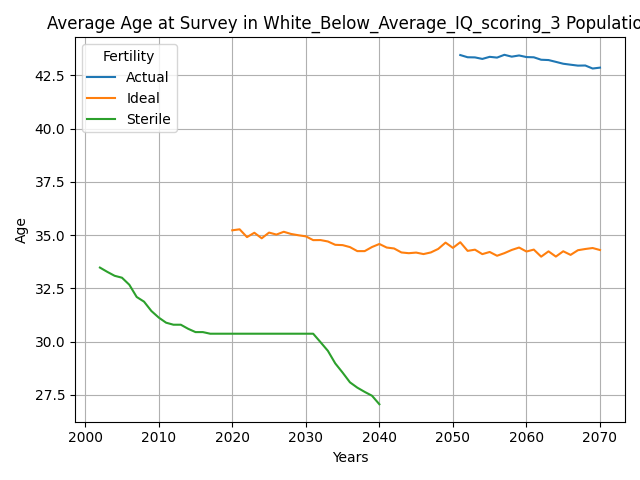 Average Age at Survey in White_Below_Average_IQ_scoring_3 Populatio
Fertility
Actual
Ideal
Sterile
42.5
40.0
37.5
35.0
32.5
30.0
27.5
Age
2000 2010 2020 2030 2040 2050 2060 2070
Years